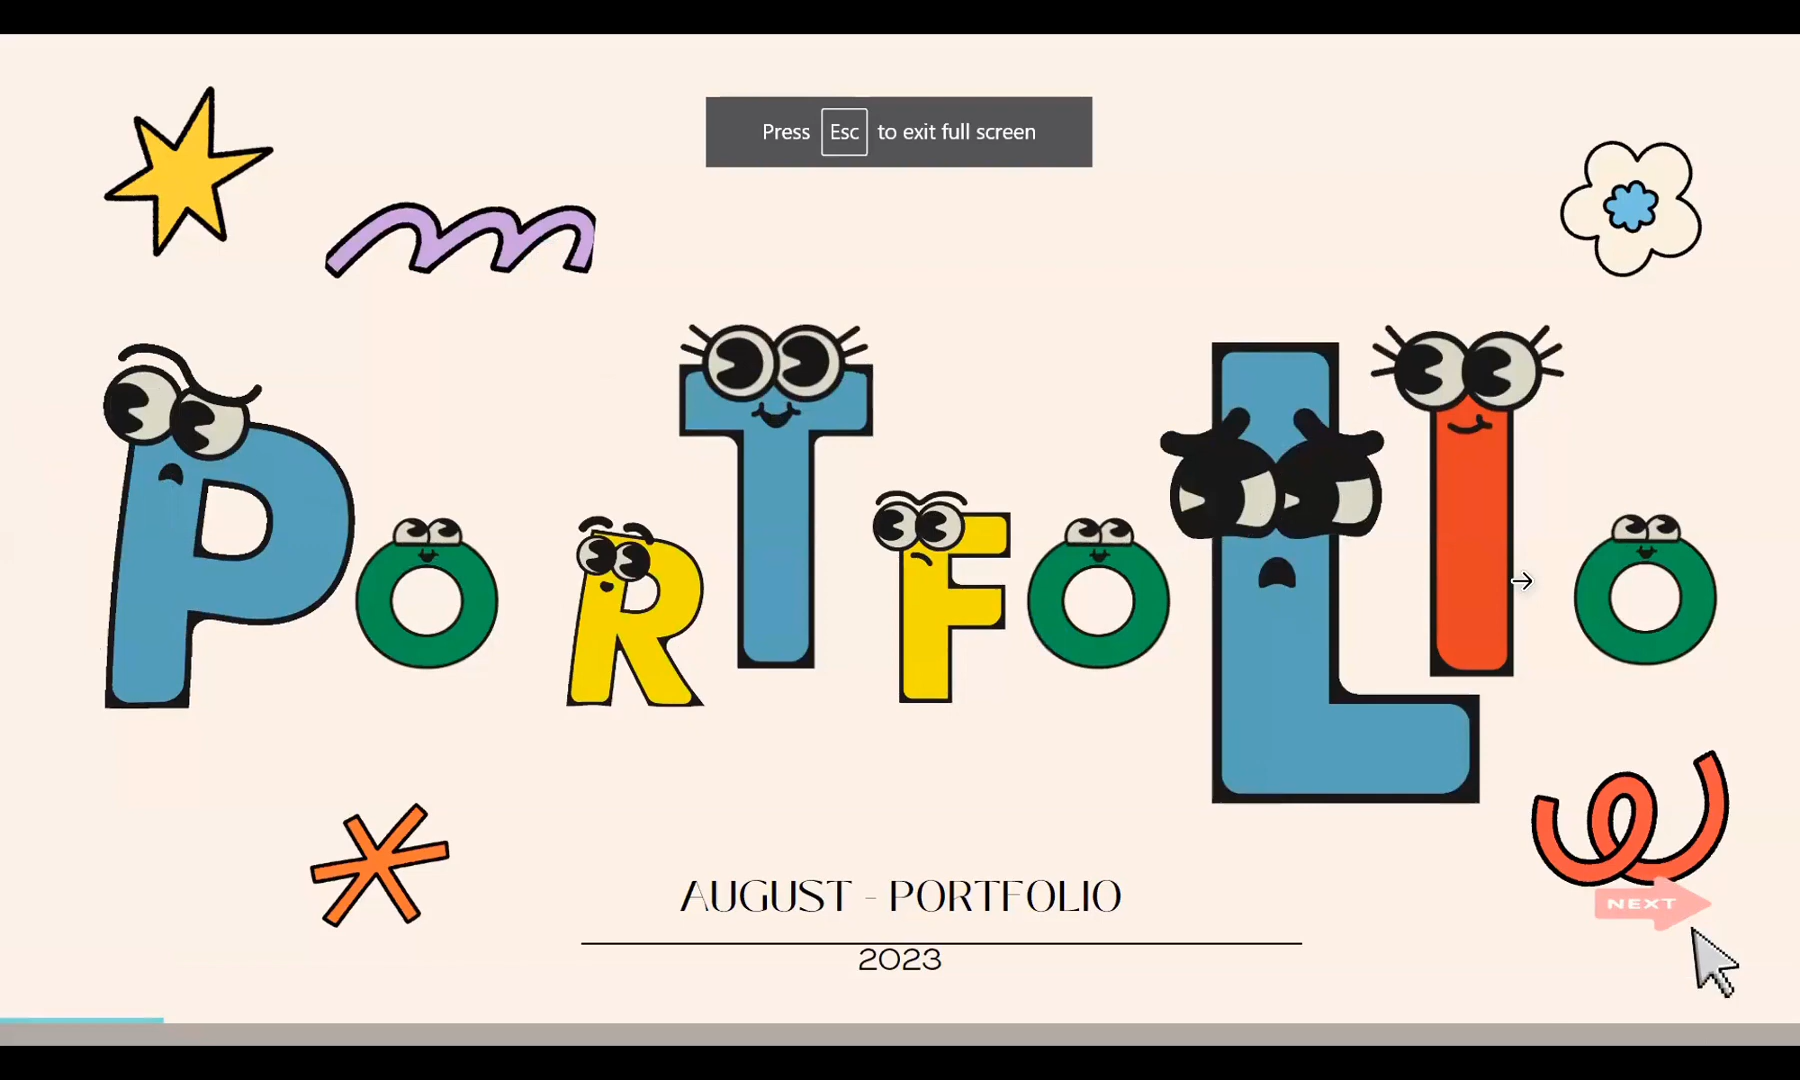 Press Esc to exit full screen
PORTFOLIO
AUGUST - PORTFOLIO
NEXT
2023